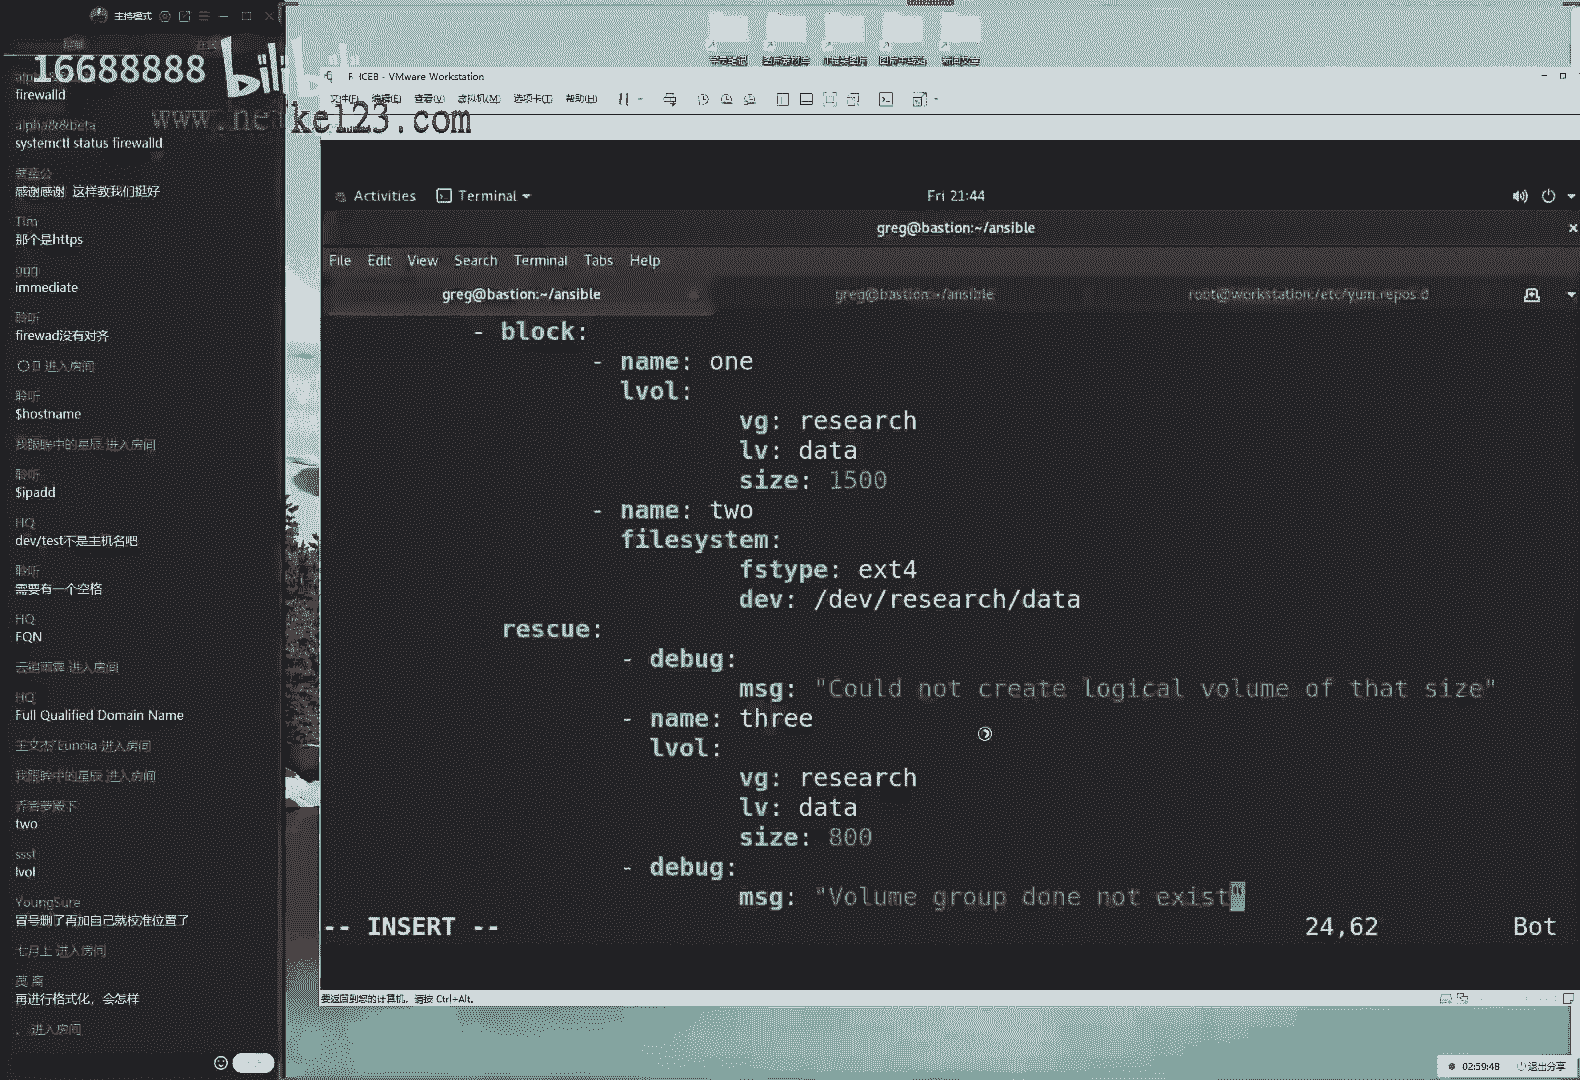 主持模式
16688888
bilibili
firewalld
www.ne
ke123.com
alpha&&beta
systemctl status firewalld
感谢感谢 这样教我们挺好
Tim
那个是https
gugi
immediate
聆听
firewad没有对齐
进入房间
聆听
$hostname
我眼眸中的星辰 进入房间
聆听
$ipadd
HQ
dev/test不是主机名吧
聆听
需要有一个空格
HQ
FQN
进入房间
HQ
Full Qualified Domain Name
王文杰 Eunoia 进入房间
我眼眸中的星辰 进入房间
two
ssst
lvol
YoungSure
冒号删了再加自己就校准位置了
七月上 进入房间
再进行格式化，会怎样
、 进入房间
RHCE8 - VMware Workstation
文件(F) 编辑(E) 查看(V) 虚拟机(M) 选项卡(T) 帮助(H)
Activities Terminal Fri 21:44
greg@bastion:~/ansible
File Edit View Search Terminal Tabs Help
greg@bastion:~/ansible greg@bastion:~/ansible root@workstation:/etc/yum.repos.d
- block:
- name: one
lvol:
vg: research
lv: data
size: 1500
- name: two
filesystem:
fstype: ext4
dev: /dev/research/data
rescue:
- debug:
msg: "Could not create logical volume of that size"
- name: three
lvol:
vg: research
lv: data
size: 800
- debug:
msg: "Volume group done not exist"
-- INSERT -- 24,62 Bot
要返回到您的计算机，请按 Ctrl+Alt。
02:59:48 退出分享